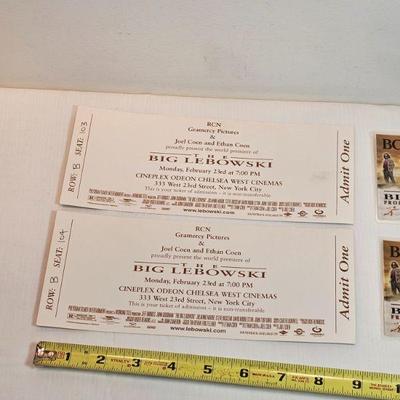 ROW: B SEAT: 103
RCN
Gramercy Pictures
&
Joel Coen and Ethan Coen
proudly present the world premiere of
THE
BIG LEBOWSKI
Monday, February 23rd at 7:00 PM
CINEPLEX ODEON CHELSEA WEST CINEMAS
333 West 23rd Street, New York City
This is your ticket of admission - it is non-transferable
www.lebowski.com
Admit One
ROW: B SEAT: 104
RCN
Gramercy Pictures
&
Joel Coen and Ethan Coen
proudly present the world premiere of
THE
BIG LEBOWSKI
Monday, February 23rd at 7:00 PM
CINEPLEX ODEON CHELSEA WEST CINEMAS
333 West 23rd Street, New York City
This is your ticket of admission - it is non-transferable
www.lebowski.com
Admit One
1 2 3 4 5 6 7 8 9